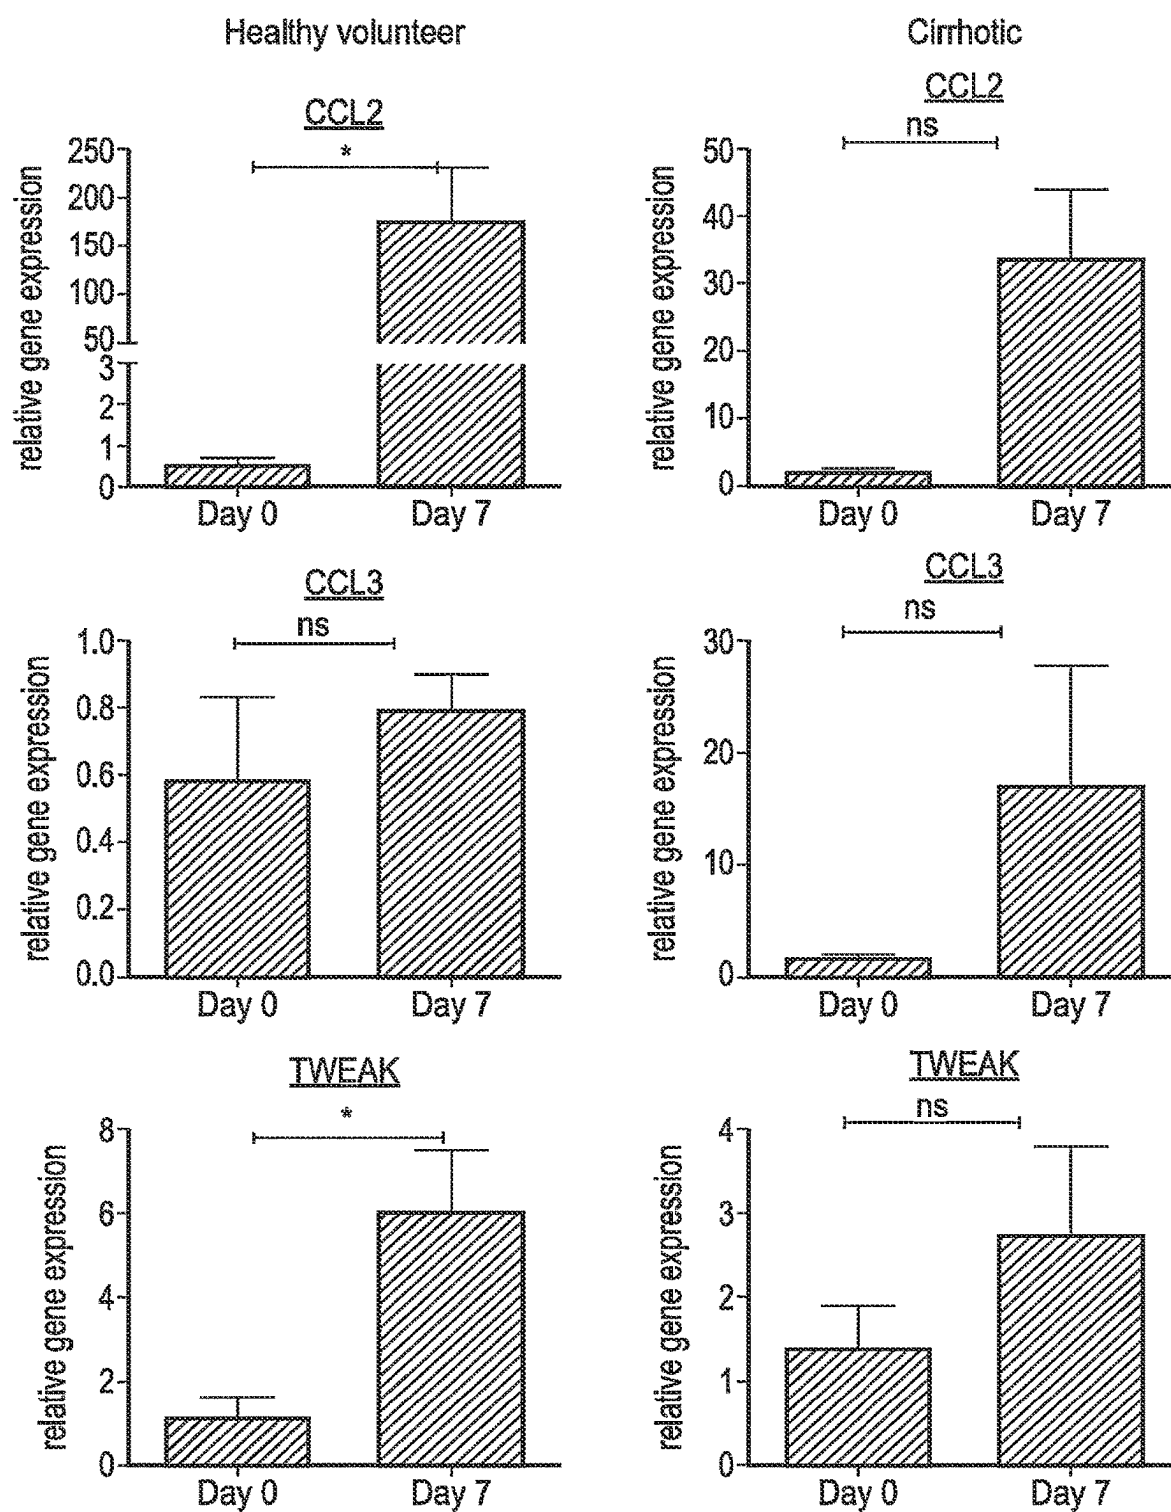 Healthy volunteer
Cirrhotic
CCL2
*
relative gene expression
250
200
150
100
50
3
2
1
0
Day 0
Day 7
CCL2
ns
relative gene expression
50
40
30
20
10
0
Day 0
Day 7
CCL3
ns
relative gene expression
1.0
0.8
0.6
0.4
0.2
0.0
Day 0
Day 7
CCL3
ns
relative gene expression
30
20
10
0
Day 0
Day 7
TWEAK
*
relative gene expression
8
6
4
2
0
Day 0
Day 7
TWEAK
ns
relative gene expression
4
3
2
1
0
Day 0
Day 7